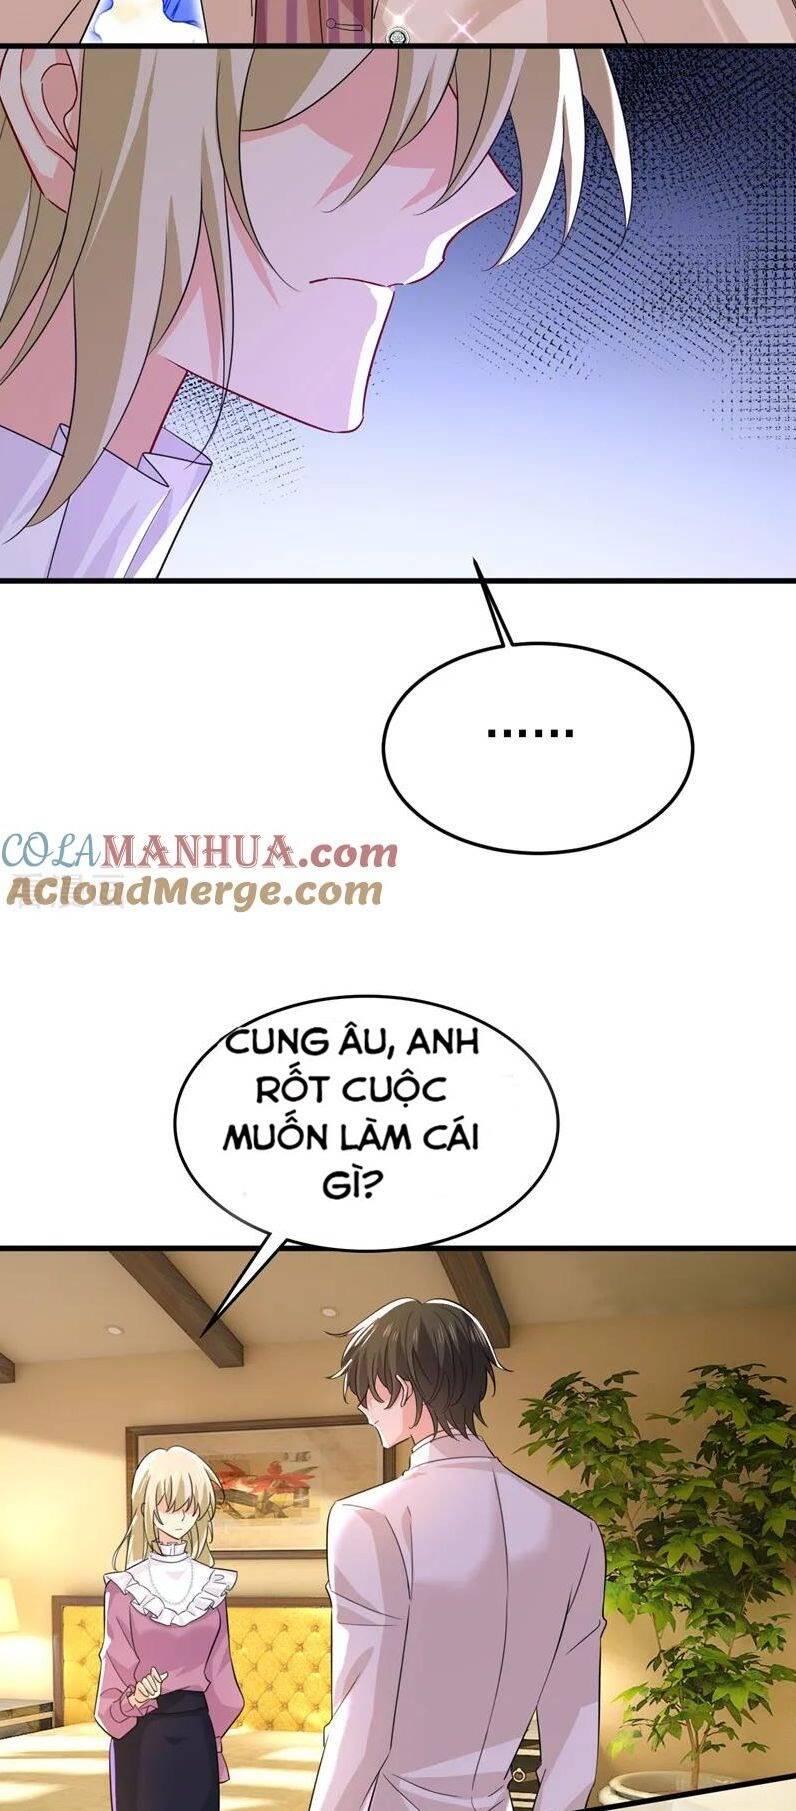 ......
COLAMANHUA.com
AcloudMerge.com
CUNG ÂU, ANH
RỐT CUỘC
MUỐN LÀM CÁI
GÌ?